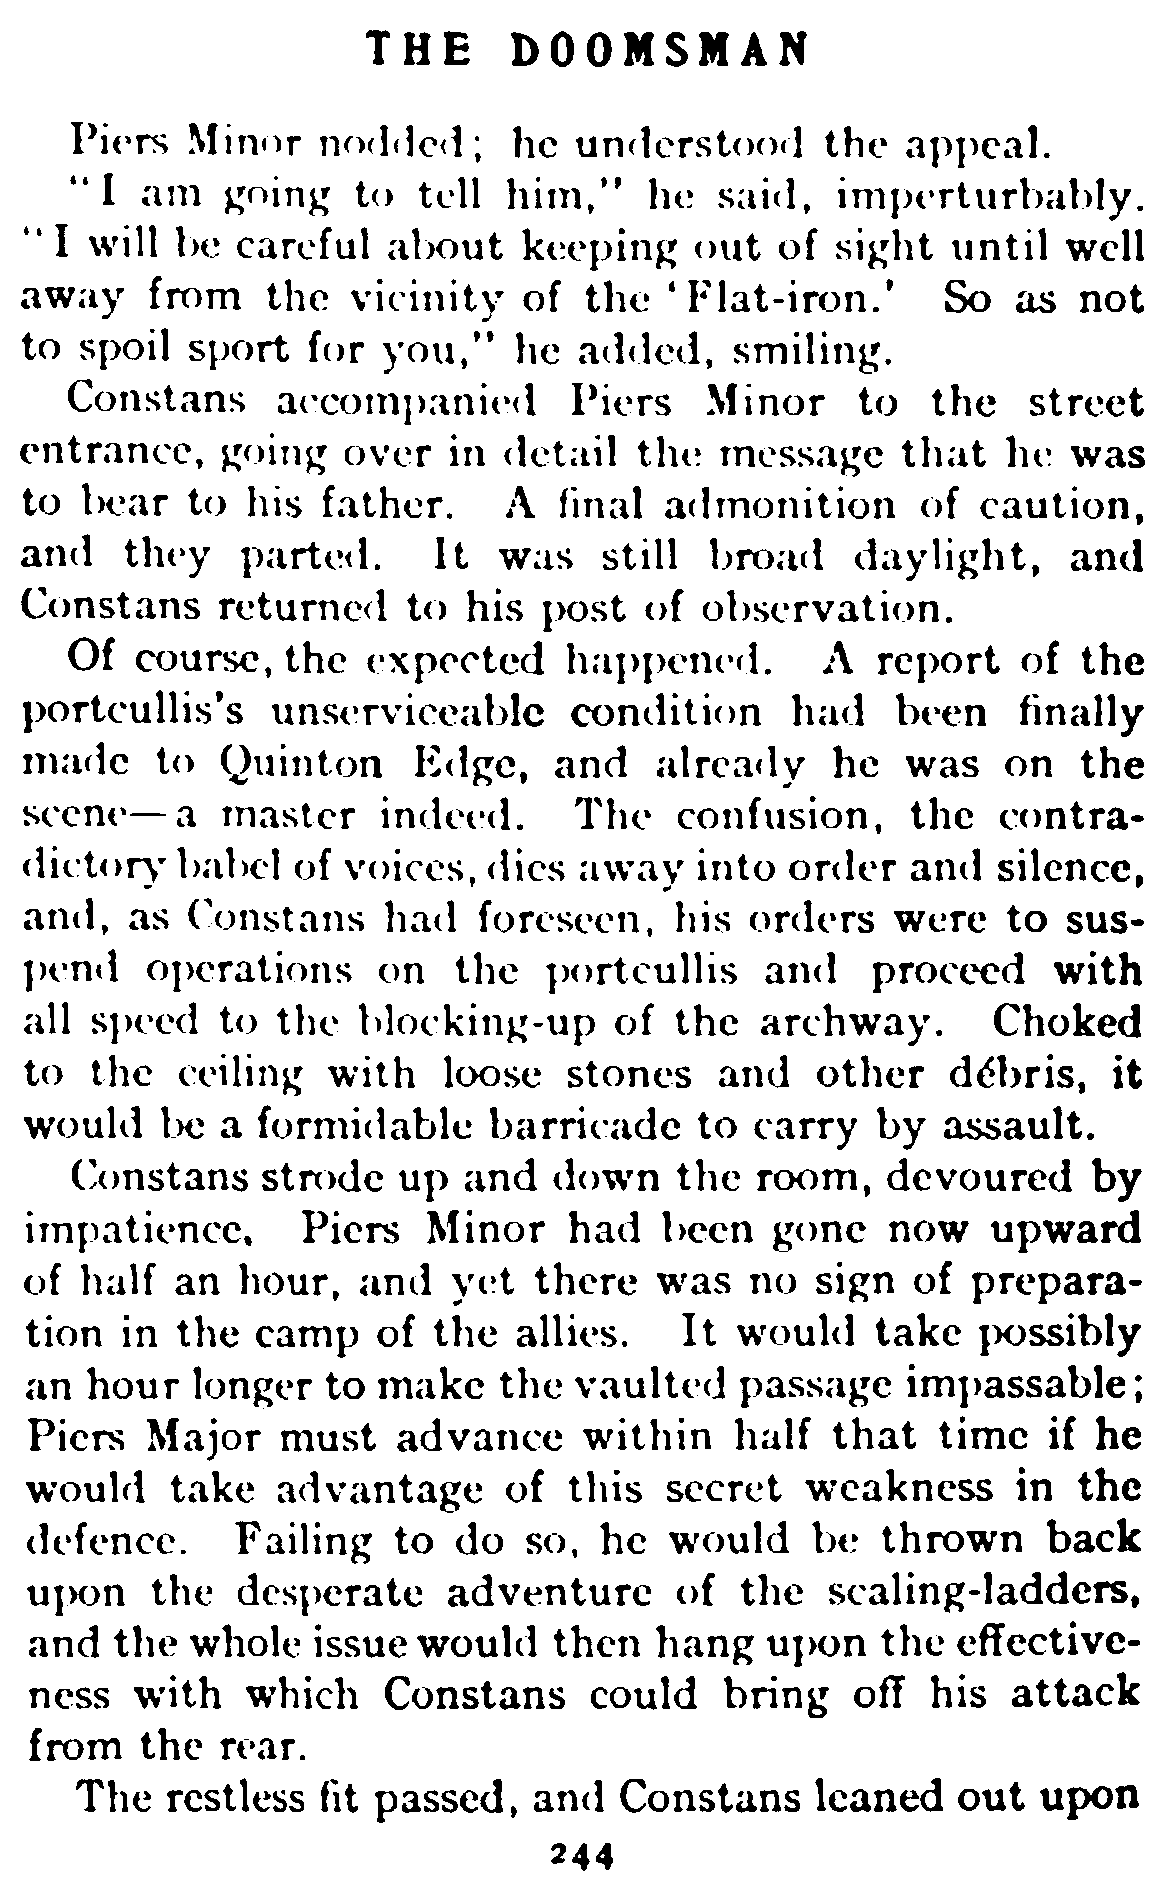 THE DOOMSMAN
Piers Minor nodded; he understood the appeal.
"I am going to tell him," he said, imperturbably.
"I will be careful about keeping out of sight until well
away from the vicinity of the 'Flat-iron.' So as not
to spoil sport for you," he added, smiling.
Constans accompanied Piers Minor to the street
entrance, going over in detail the message that he was
to bear to his father. A final admonition of caution,
and they parted. It was still broad daylight, and
Constans returned to his post of observation.
Of course, the expected happened. A report of the
portcullis's unserviceable condition had been finally
made to Quinton Edge, and already he was on the
scene—a master indeed. The confusion, the contra-
dictory babel of voices, dies away into order and silence,
and, as Constans had foreseen, his orders were to sus-
pend operations on the portcullis and proceed with
all speed to the blocking-up of the archway. Choked
to the ceiling with loose stones and other débris, it
would be a formidable barricade to carry by assault.
Constans strode up and down the room, devoured by
impatience. Piers Minor had been gone now upward
of half an hour, and yet there was no sign of prepara-
tion in the camp of the allies. It would take possibly
an hour longer to make the vaulted passage impassable;
Piers Major must advance within half that time if he
would take advantage of this secret weakness in the
defence. Failing to do so, he would be thrown back
upon the desperate adventure of the scaling-ladders,
and the whole issue would then hang upon the effective-
ness with which Constans could bring off his attack
from the rear.
The restless fit passed, and Constans leaned out upon
244